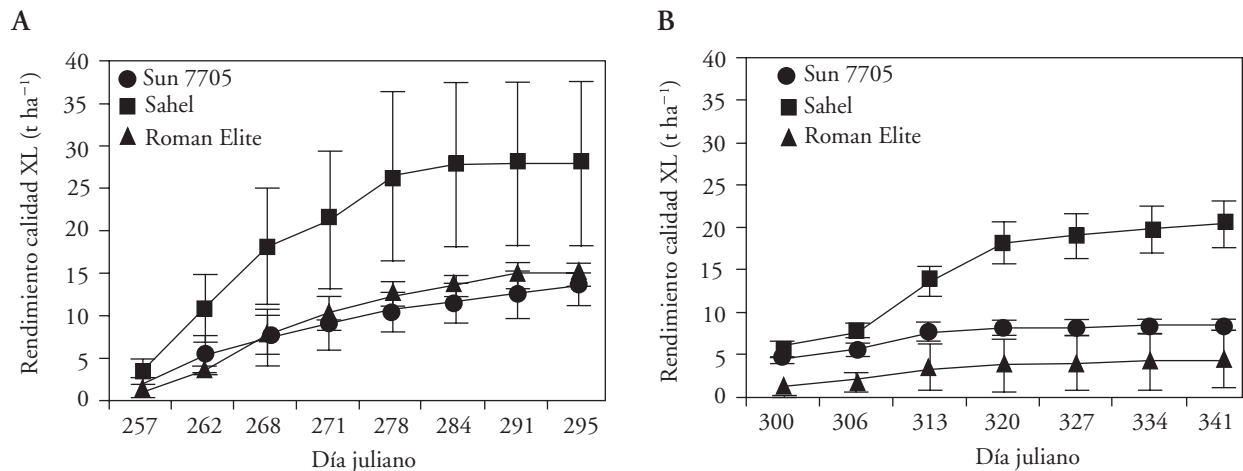 A
Rendimiento calidad XL (t ha⁻¹)
40
35
30
25
20
15
10
5
0
Sun 7705
Sahel
Roman Elite
257 262 268 271 278 284 291 295
Día juliano
B
Rendimiento calidad XL (t ha⁻¹)
40
35
30
25
20
15
10
5
0
Sun 7705
Sahel
Roman Elite
300 306 313 320 327 334 341
Día juliano